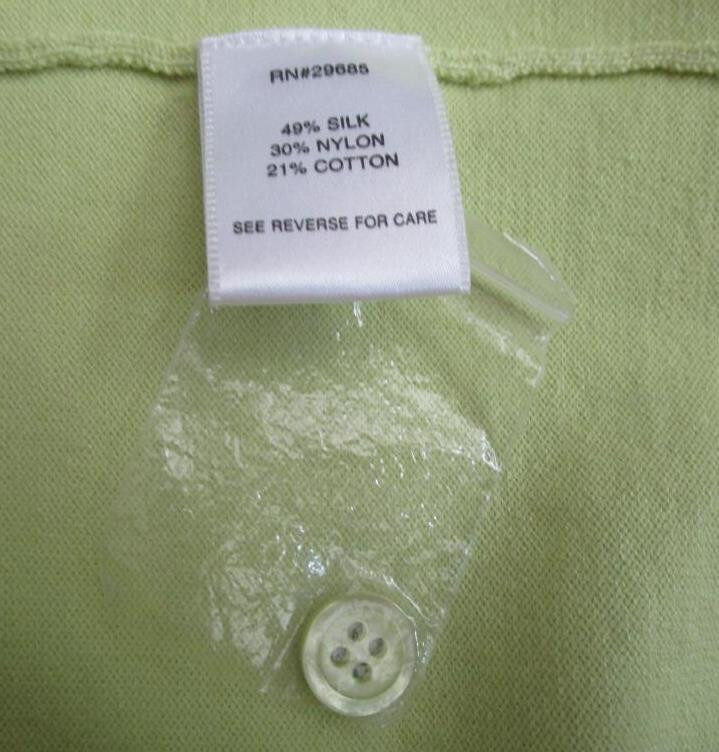 RN#29685
49% SILK
30% NYLON
21% COTTON
SEE REVERSE FOR CARE